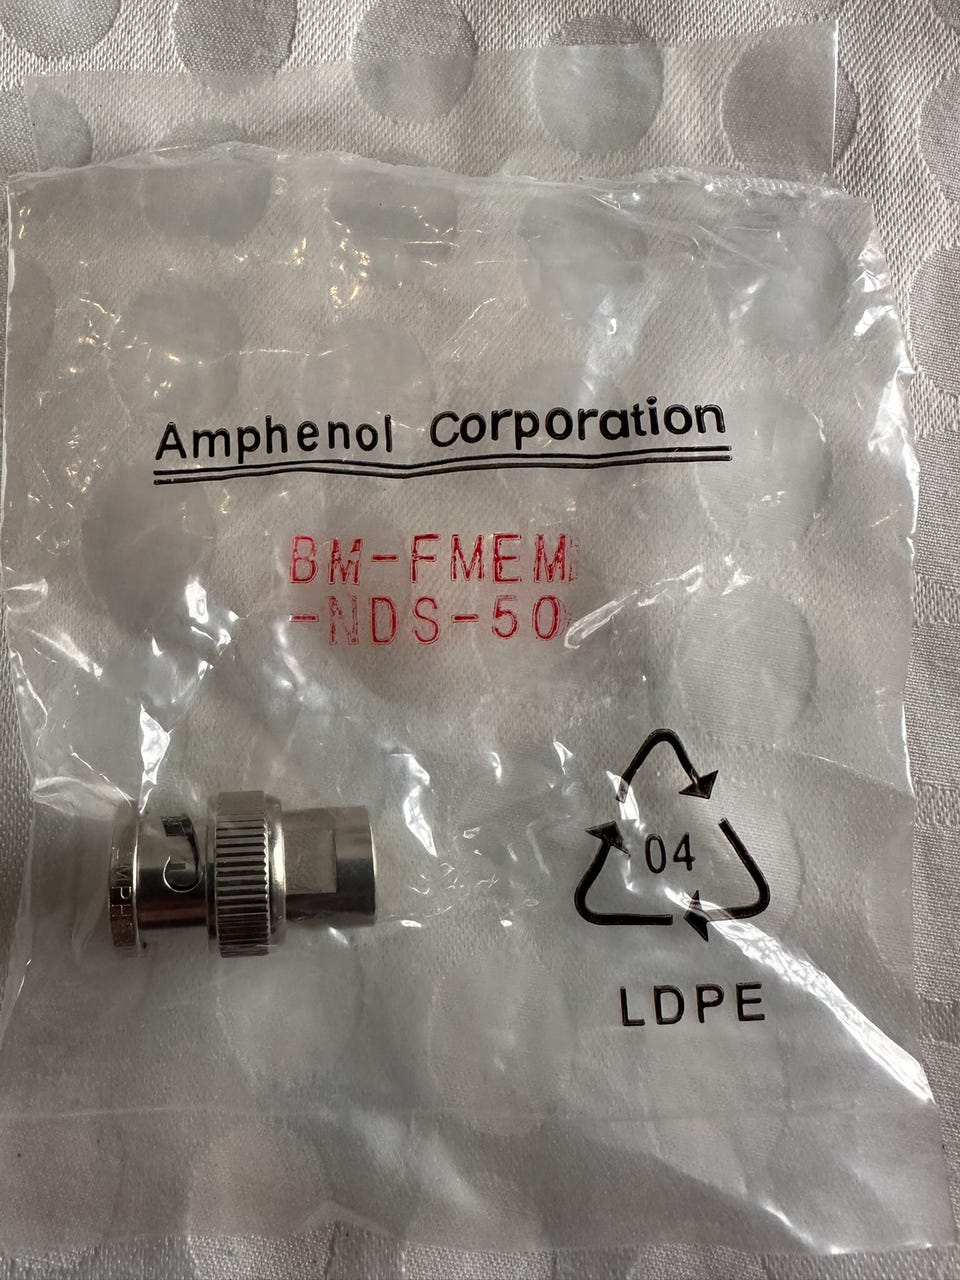 Amphenol Corporation
BM-FMEM
-NDS-50
04
LDPE